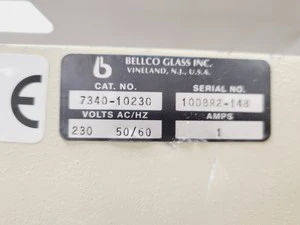 b BELLCO GLASS INC.
VINELAND, N.J., U.S.A.
CAT. NO. SERIAL NO.
7340-10230 10DBR2-148
VOLTS AC/HZ AMPS
230 50/60 1
CE